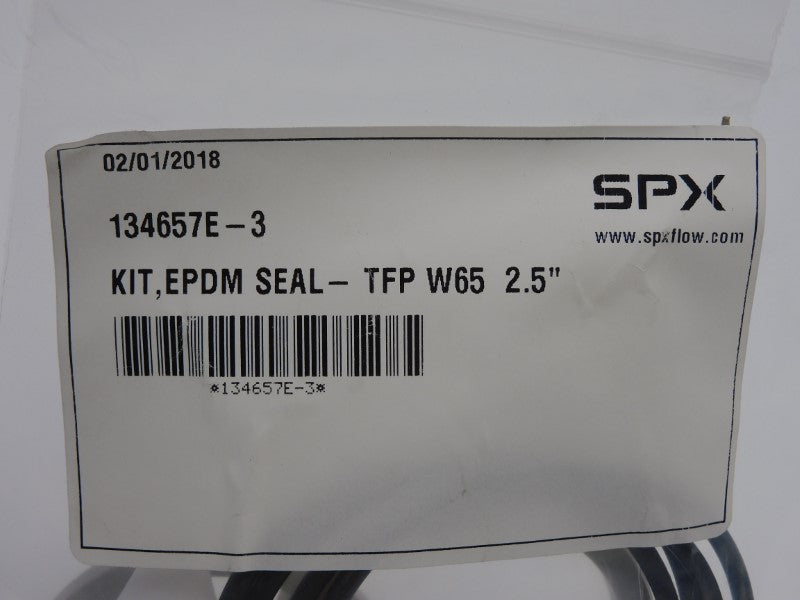 02/01/2018
SPX
www.spxflow.com
134657E-3
KIT,EPDM SEAL- TFP W65 2.5"
*134657E-3*